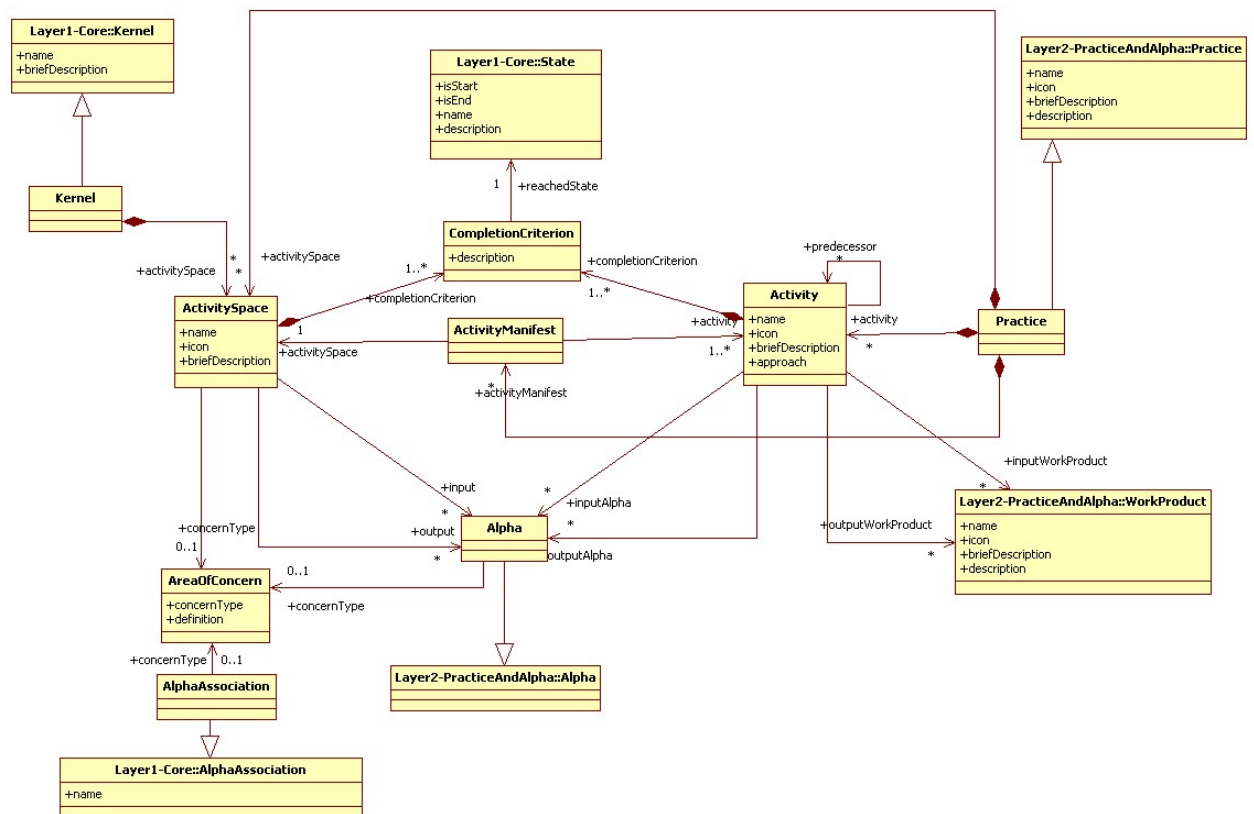 Layer1-Core::Kernel
+name
+briefDescription
Layer1-Core::State
+isStart
+isEnd
+name
+description
Layer2-PracticeAndAlpha::Practice
+name
+icon
+briefDescription
+description
1
+reachedState
Kernel
CompletionCriterion
+description
+predecessor
*
+activitySpace
*
*
+activitySpace
1..*
+completionCriterion
+completionCriterion
1..*
ActivitySpace
+name
+icon
+briefDescription
1
+activitySpace
ActivityManifest
+activity
1..*
Activity
+name
+icon
+briefDescription
+approach
+activity
*
Practice
*
+activityManifest
+input
*
*
+inputAlpha
+inputWorkProduct
*
Layer2-PracticeAndAlpha::WorkProduct
+name
+icon
+briefDescription
+description
+concernType
0..1
+output
*
Alpha
*
outputAlpha
+outputWorkProduct
*
AreaOfConcern
+concernType
+definition
0..1
+concernType
+concernType
0..1
AlphaAssociation
Layer2-PracticeAndAlpha::Alpha
Layer1-Core::AlphaAssociation
+name